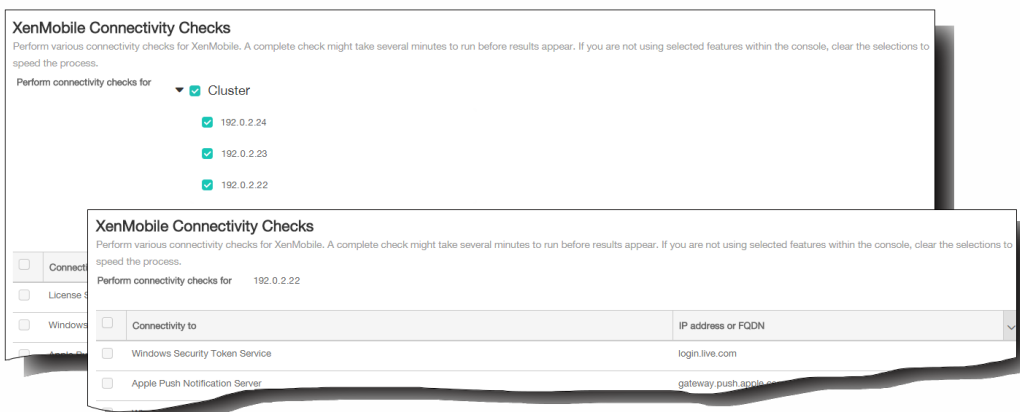 XenMobile Connectivity Checks
Perform various connectivity checks for XenMobile. A complete check might take several minutes to run before results appear. If you are not using selected features within the console, clear the selections to
speed the process.
Perform connectivity checks for
Cluster
192.0.2.24
192.0.2.23
192.0.2.22
License
Windows
XenMobile Connectivity Checks
Perform various connectivity checks for XenMobile. A complete check might take several minutes to run before results appear. If you are not using selected features within the console, clear the selections to
speed the process.
Perform connectivity checks for 192.0.2.22
Connectivity to IP address or FQDN
Windows Security Token Service login.live.com
Apple Push Notification Server gateway.push.apple